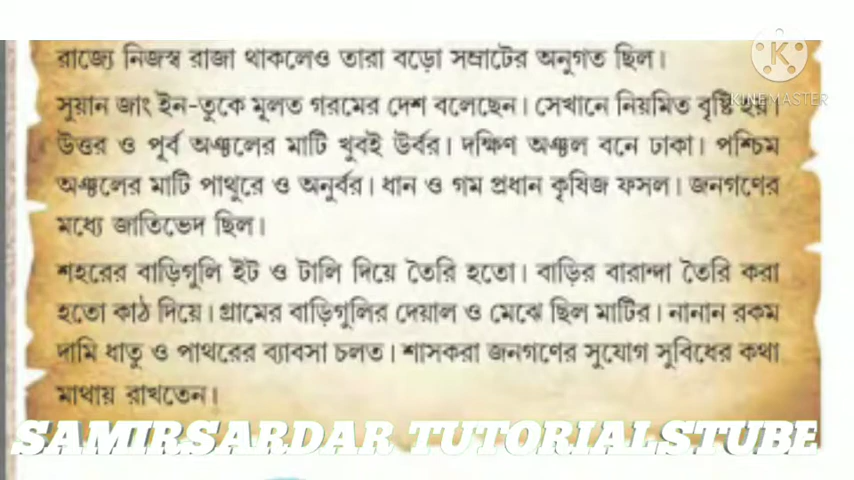 রাজ্যে নিজস্ব রাজা থাকলেও তারা বড়ো সম্রাটের অনুগত ছিল।
সুয়ান জাং ইন-তুকে মূলত গরমের দেশ বলেছেন। সেখানে নিয়মিত বৃষ্টি হয়।
উত্তর ও পূর্ব অঞ্চলের মাটি খুবই উর্বর। দক্ষিণ অঞ্চল বনে ঢাকা। পশ্চিম
অঞ্চলের মাটি পাথুরে ও অনুর্বর। ধান ও গম প্রধান কৃষিজ ফসল। জনগণের
মধ্যে জাতিভেদ ছিল।
শহরের বাড়িগুলি ইট ও টালি দিয়ে তৈরি হতো। বাড়ির বারান্দা তৈরি করা
হতো কাঠ দিয়ে। গ্রামের বাড়িগুলির দেয়াল ও মেঝে ছিল মাটির। নানান রকম
দামি ধাতু ও পাথরের ব্যাবসা চলত। শাসকরা জনগণের সুযোগ সুবিধের কথা
মাথায় রাখতেন।
K
KINEMASTER
SAMIRSARDAR TUTORIALSTUBE